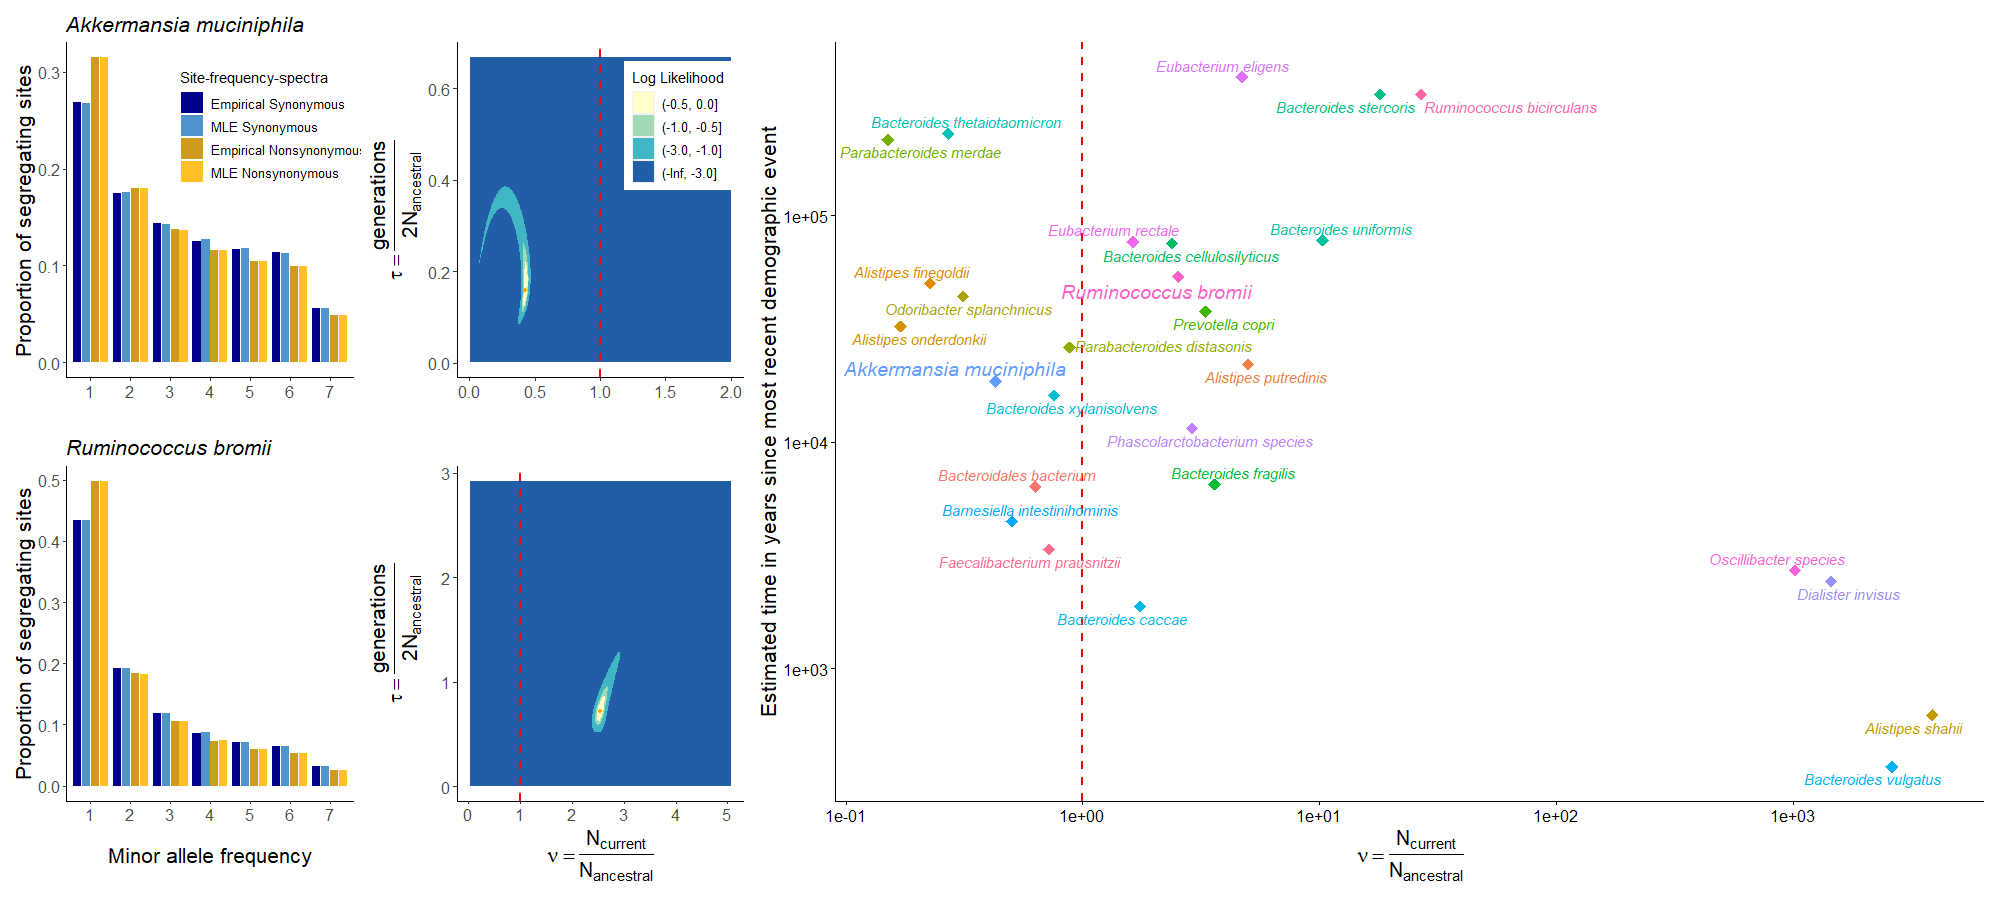 Akkermansia muciniphila
Proportion of segregating sites
0.3
0.2
0.1
0.0
Site-frequency-spectra
Empirical Synonymous
MLE Synonymous
Empirical Nonsynonymous
MLE Nonsynonymous
1 2 3 4 5 6 7
τ = generations
2Nancestral
0.6
0.4
0.2
0.0
Log Likelihood
(-0.5, 0.0]
(-1.0, -0.5]
(-3.0, -1.0]
(-Inf, -3.0]
0.0 0.5 1.0 1.5 2.0
Ruminococcus bromii
Proportion of segregating sites
0.5
0.4
0.3
0.2
0.1
0.0
1 2 3 4 5 6 7
Minor allele frequency
τ = generations
2Nancestral
3
2
1
0
0 1 2 3 4 5
ν = Ncurrent
Nancestral
Estimated time in years since most recent demographic event
1e+05
1e+04
1e+03
Eubacterium eligens
Bacteroides stercoris
Ruminococcus bicirculans
Bacteroides thetaiotaomicron
Parabacteroides merdae
Eubacterium rectale
Bacteroides uniformis
Bacteroides cellulosilyticus
Alistipes finegoldii
Ruminococcus bromii
Odoribacter splanchnicus
Prevotella copri
Alistipes onderdonkii
Parabacteroides distasonis
Akkermansia muciniphila
Alistipes putredinis
Bacteroides xylanisolvens
Phascolarctobacterium species
Bacteroidales bacterium
Bacteroides fragilis
Barnesiella intestinihominis
Faecalibacterium prausnitzii
Oscillibacter species
Dialister invisus
Bacteroides caccae
Alistipes shahii
Bacteroides vulgatus
1e-01 1e+00 1e+01 1e+02 1e+03
ν = Ncurrent
Nancestral